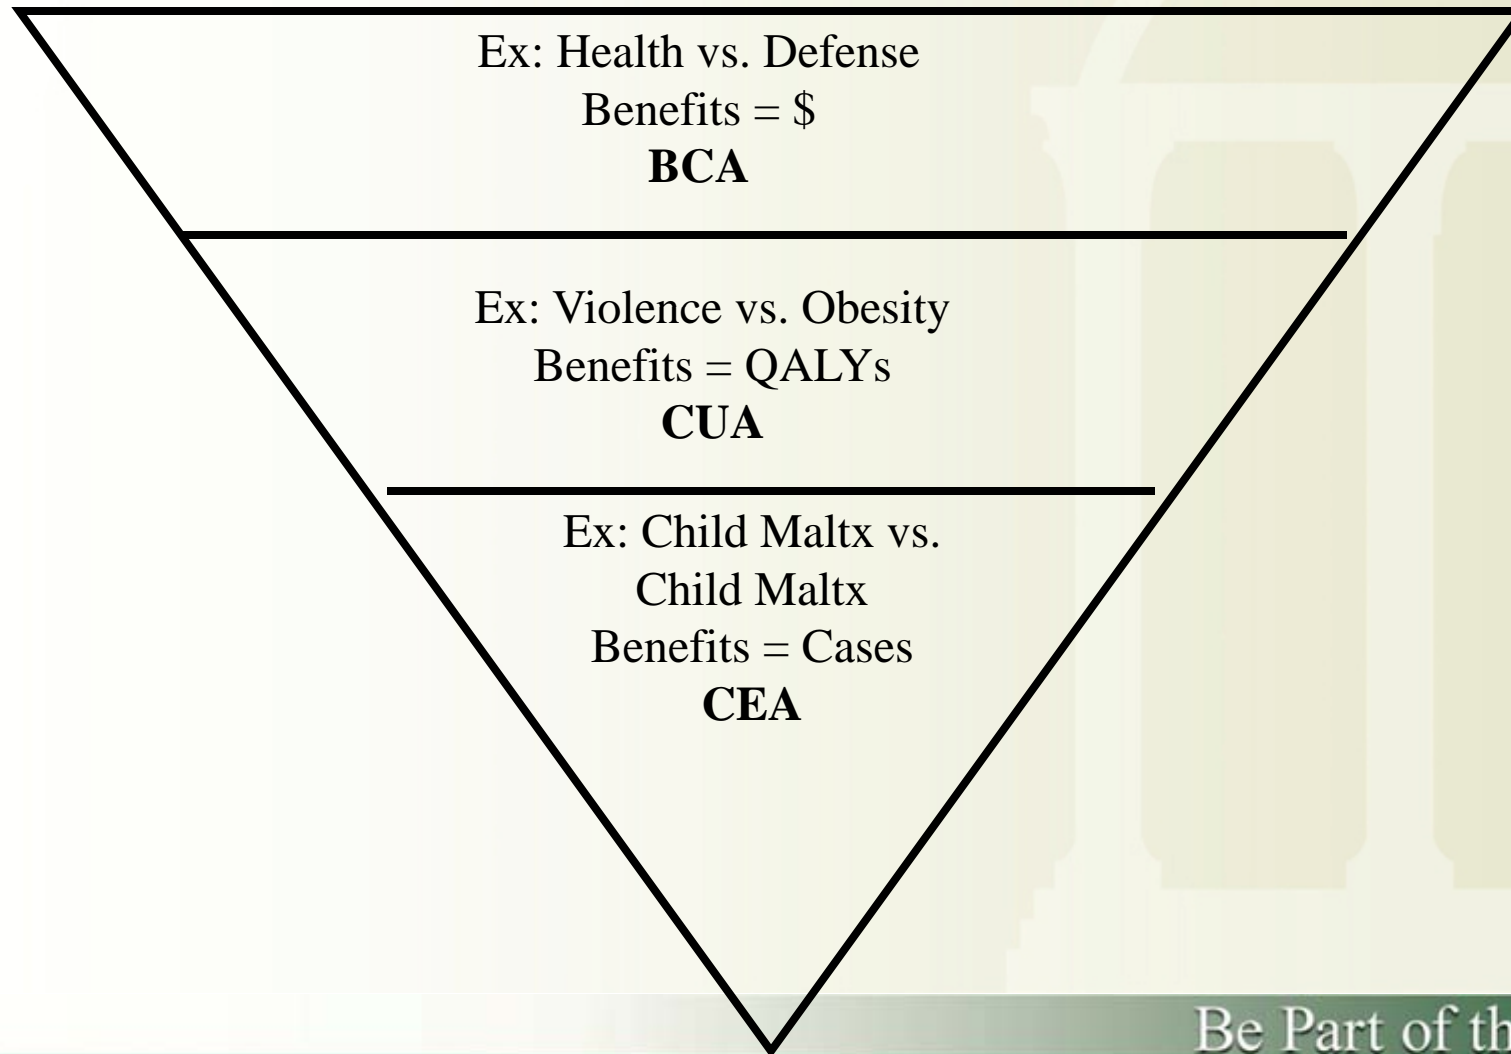 Ex: Health vs. Defense
Benefits = $
BCA
Ex: Violence vs. Obesity
Benefits = QALYs
CUA
Ex: Child Maltx vs.
Child Maltx
Benefits = Cases
CEA
Be Part of th